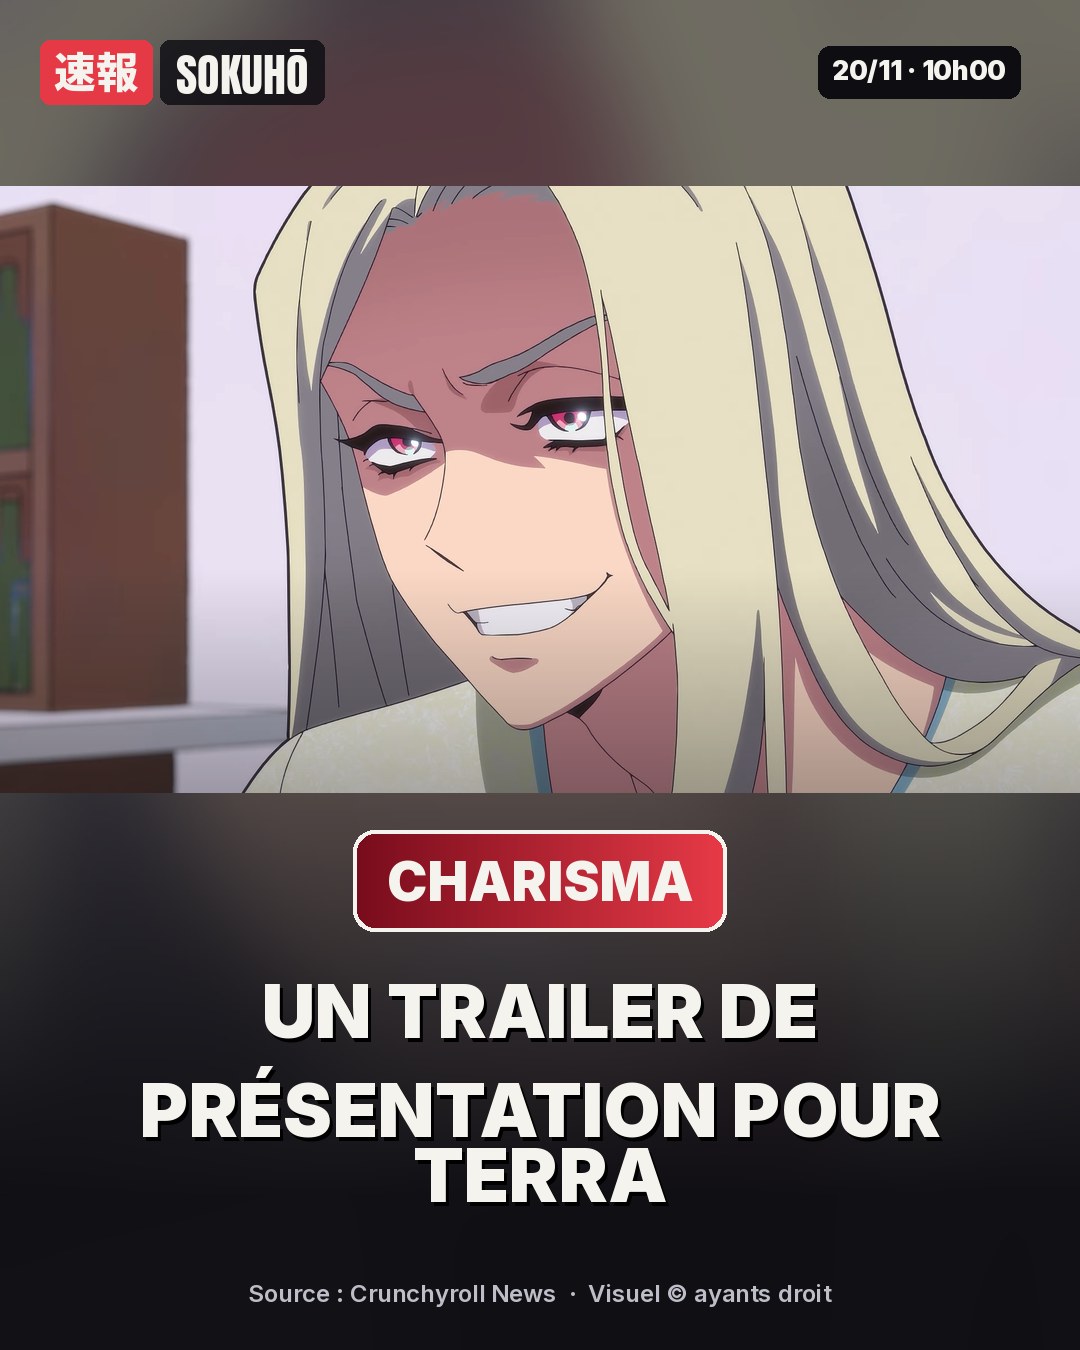 速報 SOKUHŌ
20/11 · 10h00
CHARISMA
UN TRAILER DE
PRÉSENTATION POUR
TERRA
Source : Crunchyroll News · Visuel © ayants droit